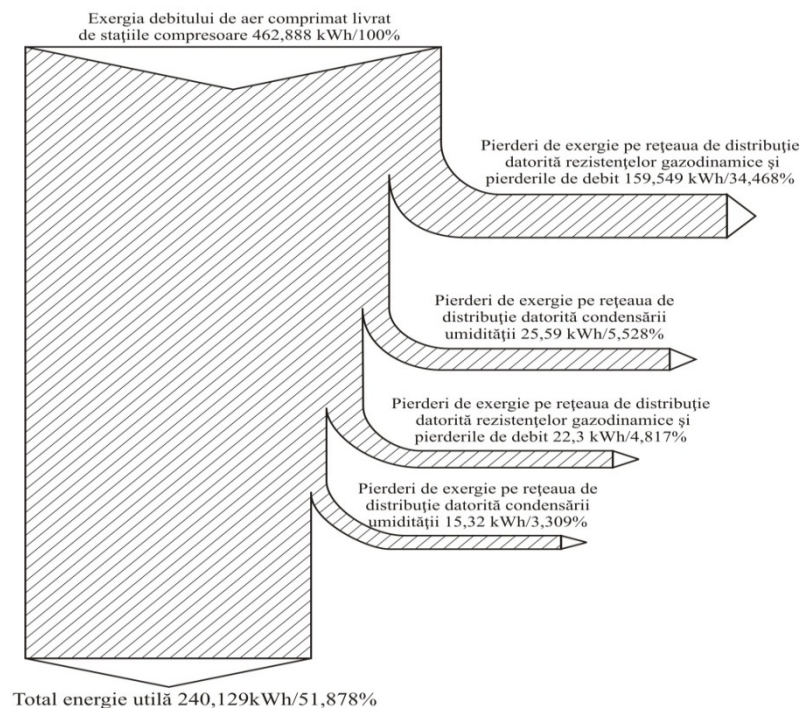 Exergia debitului de aer comprimat livrat
de stațiile compresoare 462,888 kWh/100%
Pierderi de exergie pe rețeaua de distribuție
datorită rezistențelor gazodinamice și
pierderile de debit 159,549 kWh/34,468%
Pierderi de exergie pe rețeaua de
distribuție datorită condensării
umidității 25,59 kWh/5,528%
Pierderi de exergie pe rețeaua de distribuție
datorită rezistențelor gazodinamice și
pierderile de debit 22,3 kWh/4,817%
Pierderi de exergie pe rețeaua de
distribuție datorită condensării
umidității 15,32 kWh/3,309%
Total energie utilă 240,129kWh/51,878%